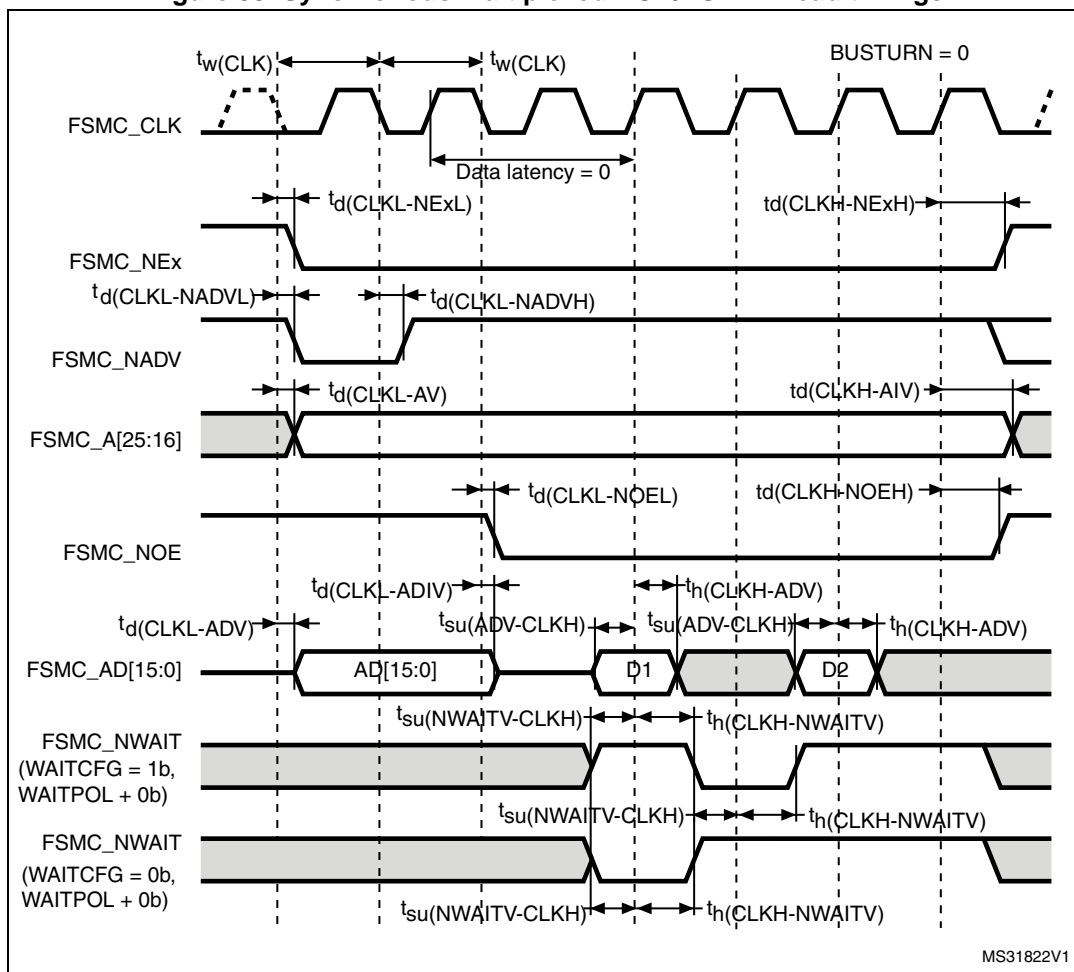 BUSTURN = 0
tw(CLK)
tw(CLK)
FSMC_CLK
Data latency = 0
td(CLKL-NExL)
td(CLKH-NExH)
FSMC_NEx
td(CLKL-NADVL)
td(CLKL-NADVH)
FSMC_NADV
td(CLKL-AV)
td(CLKH-AIV)
FSMC_A[25:16]
td(CLKL-NOEL)
td(CLKH-NOEH)
FSMC_NOE
td(CLKL-ADIV)
th(CLKH-ADV)
td(CLKL-ADV)
tsu(ADV-CLKH)
tsu(ADV-CLKH)
th(CLKH-ADV)
FSMC_AD[15:0]
AD[15:0]
D1
D2
tsu(NWAITV-CLKH)
th(CLKH-NWAITV)
FSMC_NWAIT
(WAITCFG = 1b,
WAITPOL + 0b)
tsu(NWAITV-CLKH)
th(CLKH-NWAITV)
FSMC_NWAIT
(WAITCFG = 0b,
WAITPOL + 0b)
tsu(NWAITV-CLKH)
th(CLKH-NWAITV)
MS31822V1